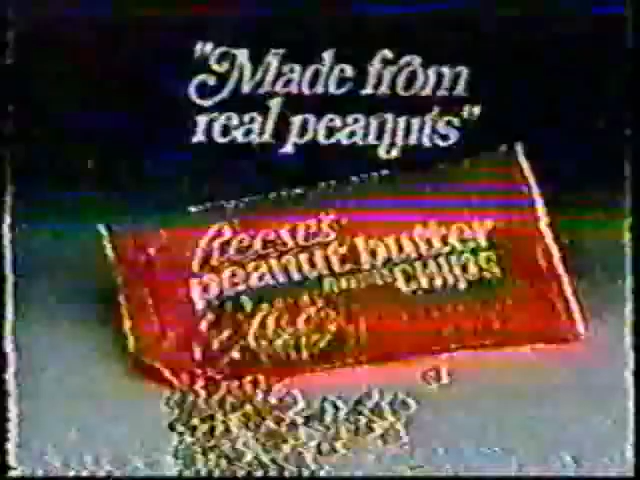 "Made from
real peanuts"
Reese's
peanut butter
chips